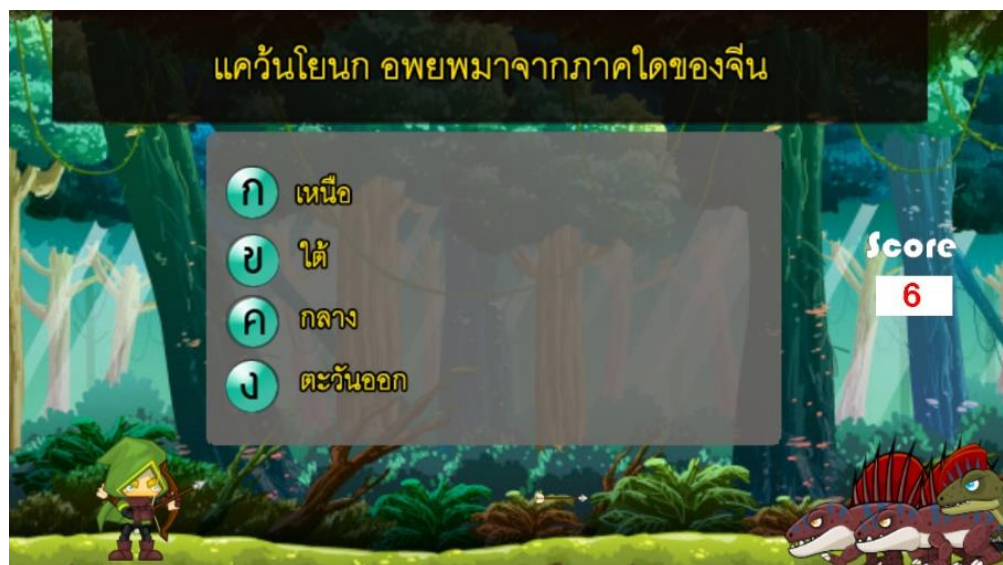 แคว้นโยนก อพยพมาจากภาคใดของจีน
ก เหนือ
ข ใต้
ค กลาง
ง ตะวันออก
Score
6